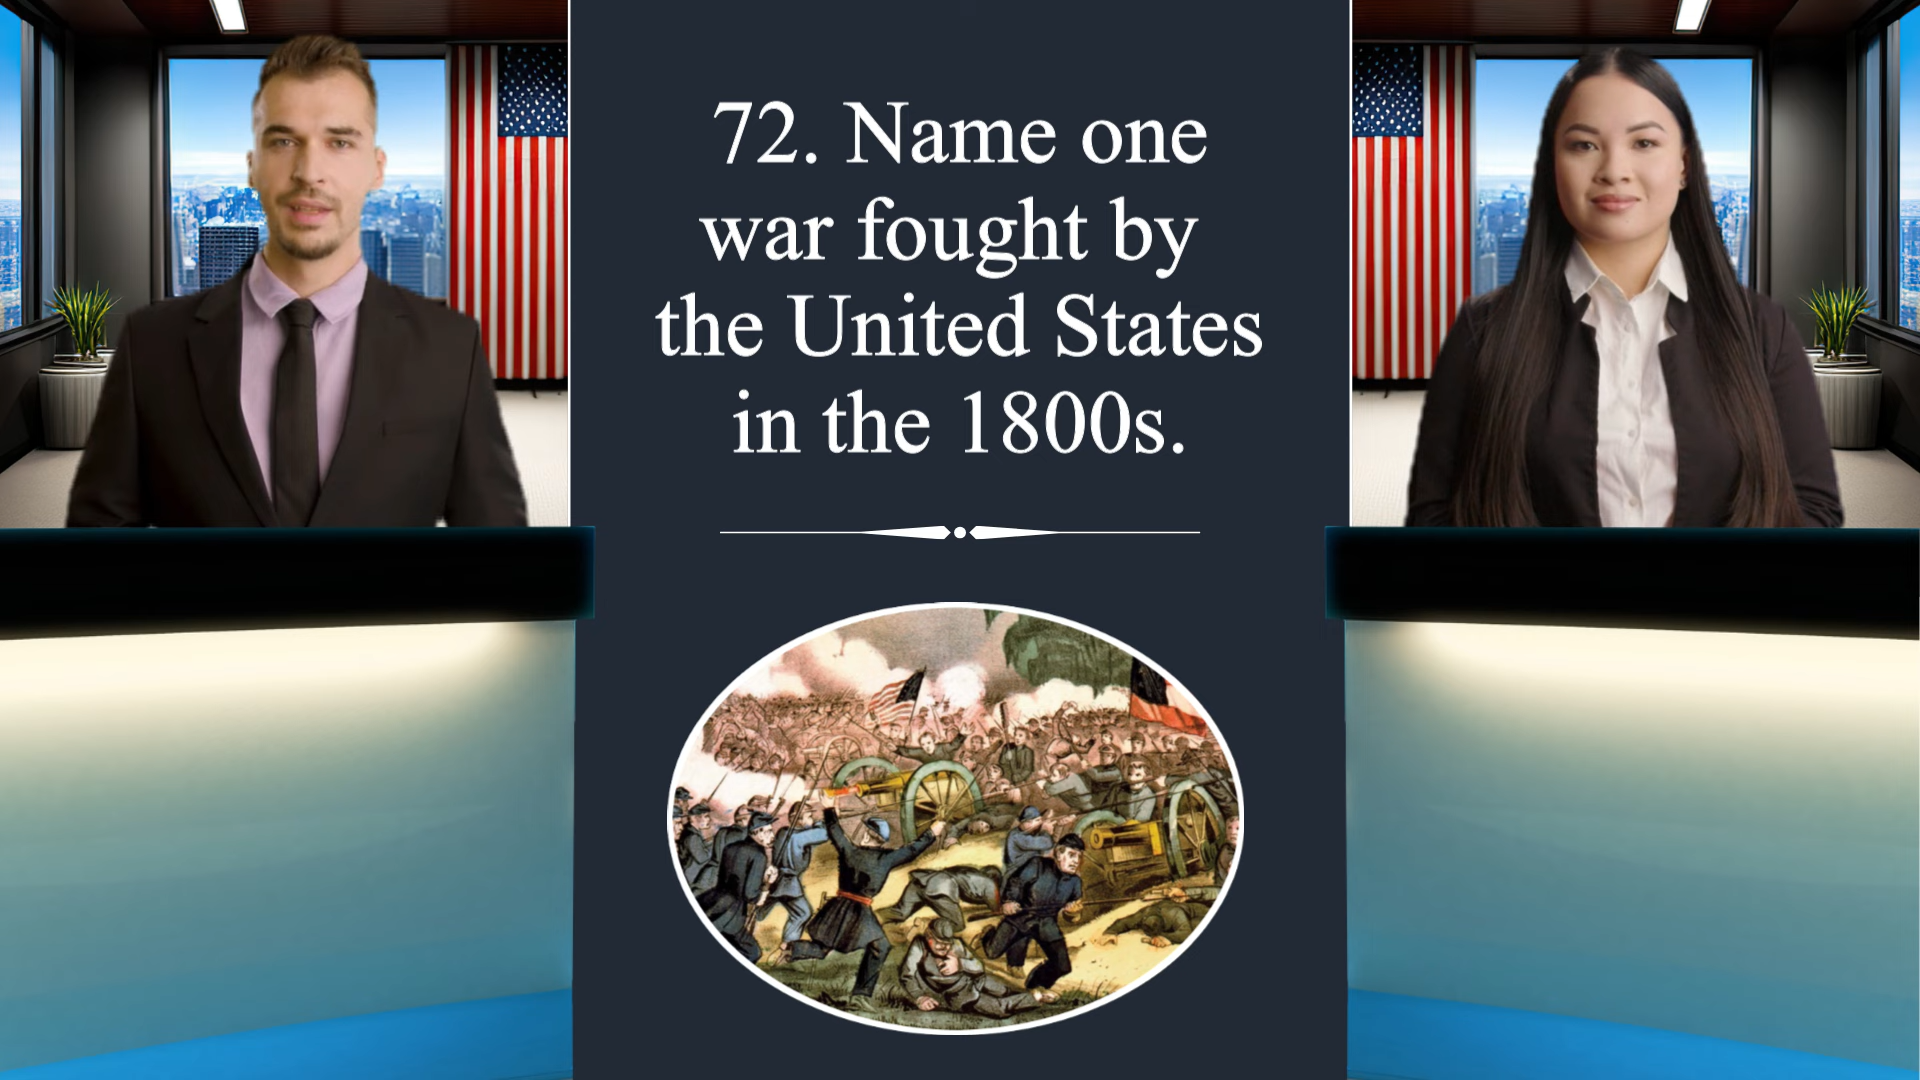 72. Name one
war fought by
the United States
in the 1800s.